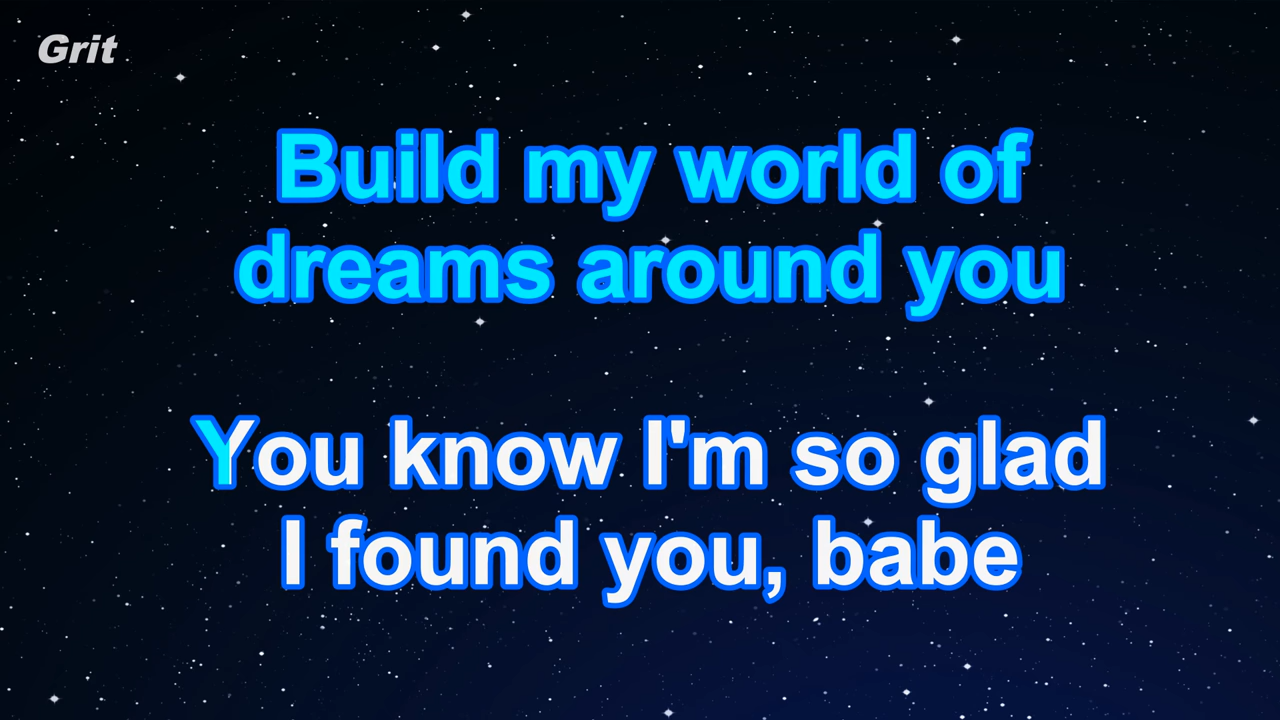 Grit
Build my world of
dreams around you
You know I'm so glad
I found you, babe